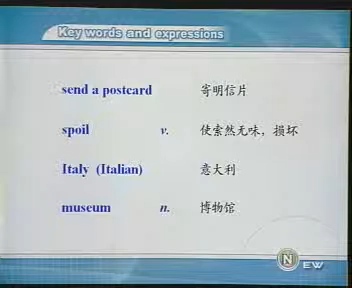 Key words and expressions
send a postcard 寄明信片
spoil v. 使索然无味，损坏
Italy (Italian) 意大利
museum n. 博物馆
N EW